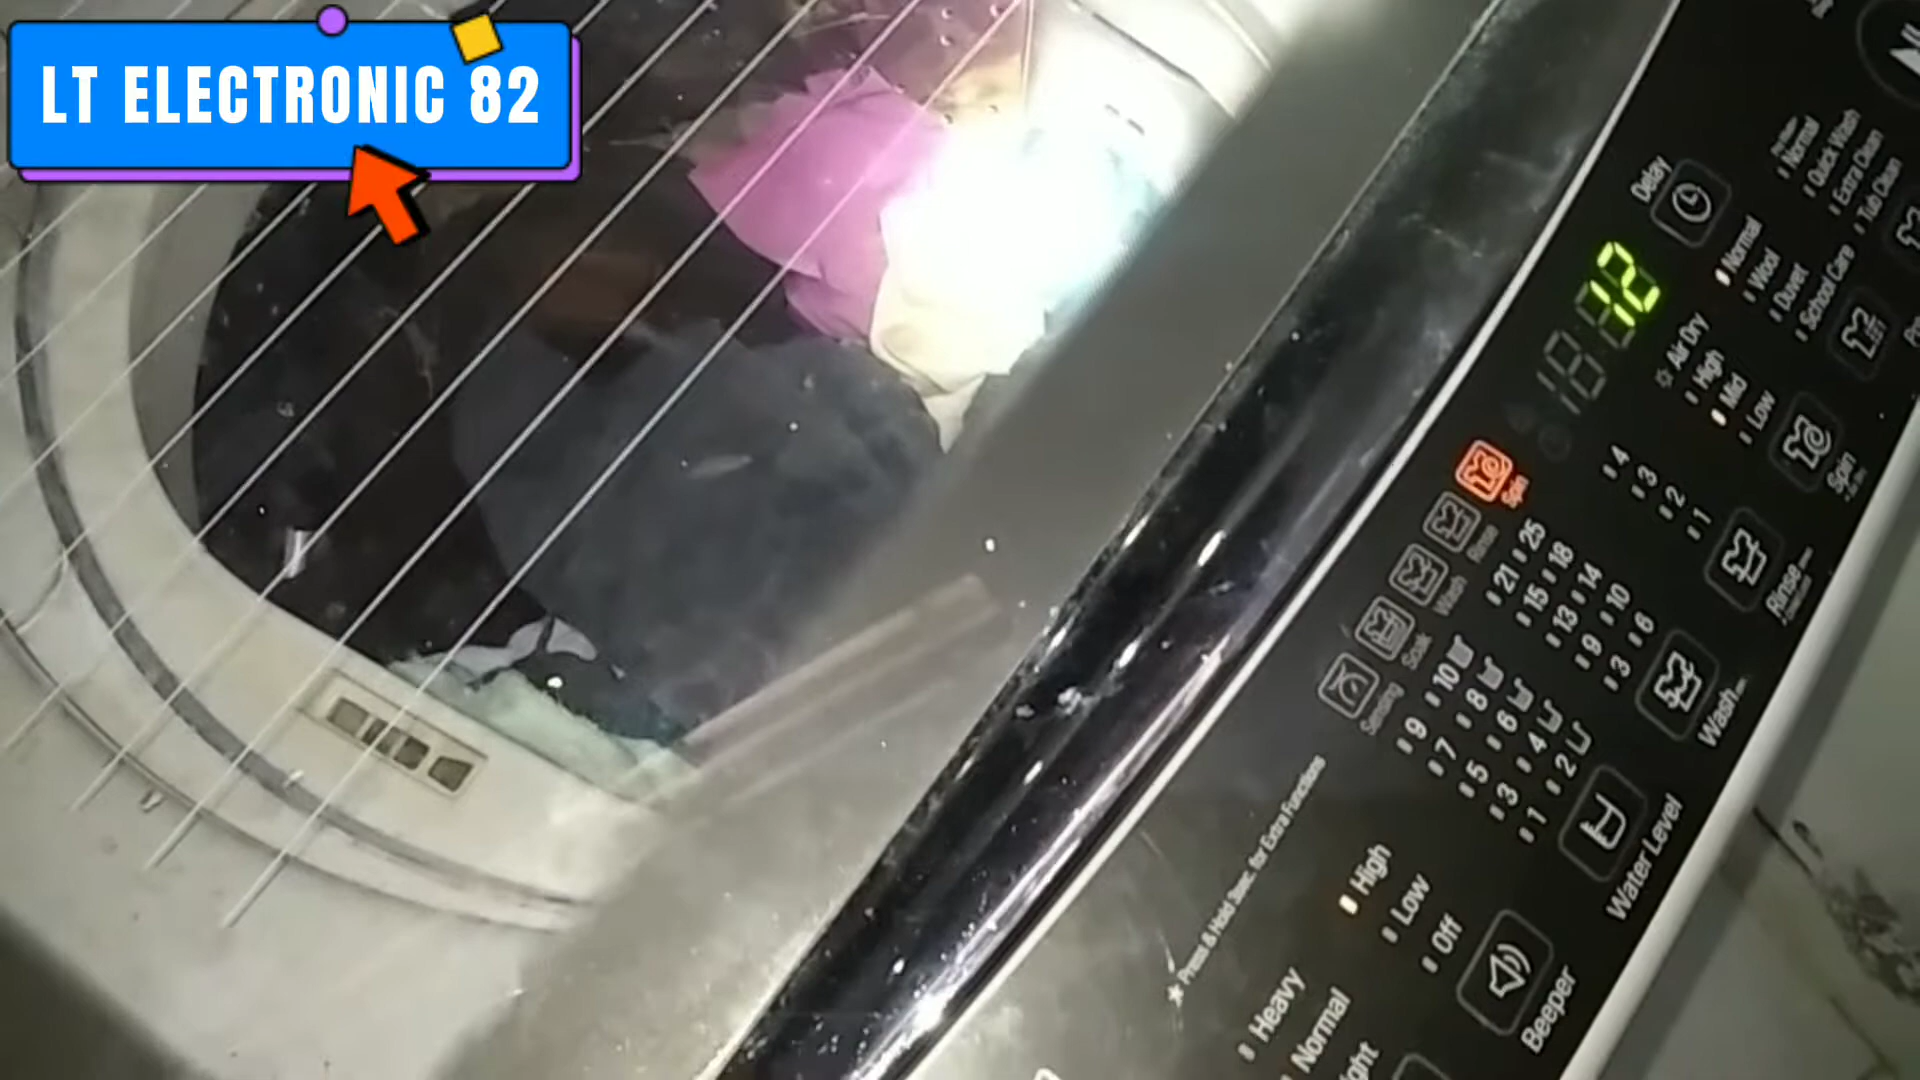 LT ELECTRONIC 82
Delay
Normal
Quick Wash
Extra Clean
Tub Clean
Normal
Wool
Duvet
School Care
12
Air Dry
High
Mid
Low
Spin
Spin
4
3
2
1
Rinse
Rinse
Wash
Soak
Sensing
25
21 18
15 14
13 10
9 6
3
Wash
10
9 8
7 6
5 4
3 2
1
Water Level
★ Press & Hold 3sec. for Extra Functions
High
Low
Off
Beeper
Heavy
Normal